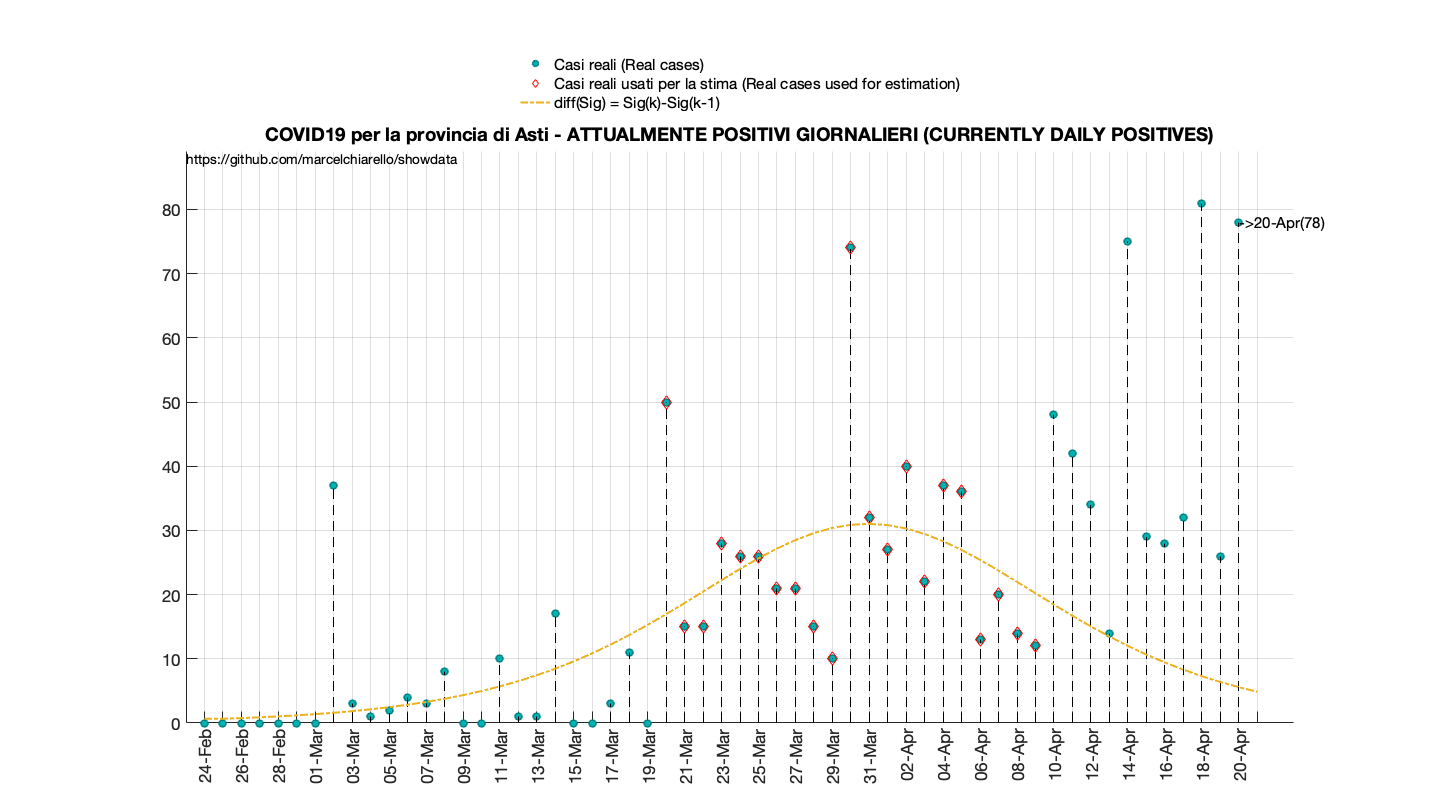 Casi reali (Real cases)
Casi reali usati per la stima (Real cases used for estimation)
diff(Sig) = Sig(k)-Sig(k-1)
COVID19 per la provincia di Asti - ATTUALMENTE POSITIVI GIORNALIERI (CURRENTLY DAILY POSITIVES)
https://github.com/marcelchiarello/showdata
80
->20-Apr(78)
70
60
50
40
30
20
10
0
24-Feb
26-Feb
28-Feb
01-Mar
03-Mar
05-Mar
07-Mar
09-Mar
11-Mar
13-Mar
15-Mar
17-Mar
19-Mar
21-Mar
23-Mar
25-Mar
27-Mar
29-Mar
31-Mar
02-Apr
04-Apr
06-Apr
08-Apr
10-Apr
12-Apr
14-Apr
16-Apr
18-Apr
20-Apr